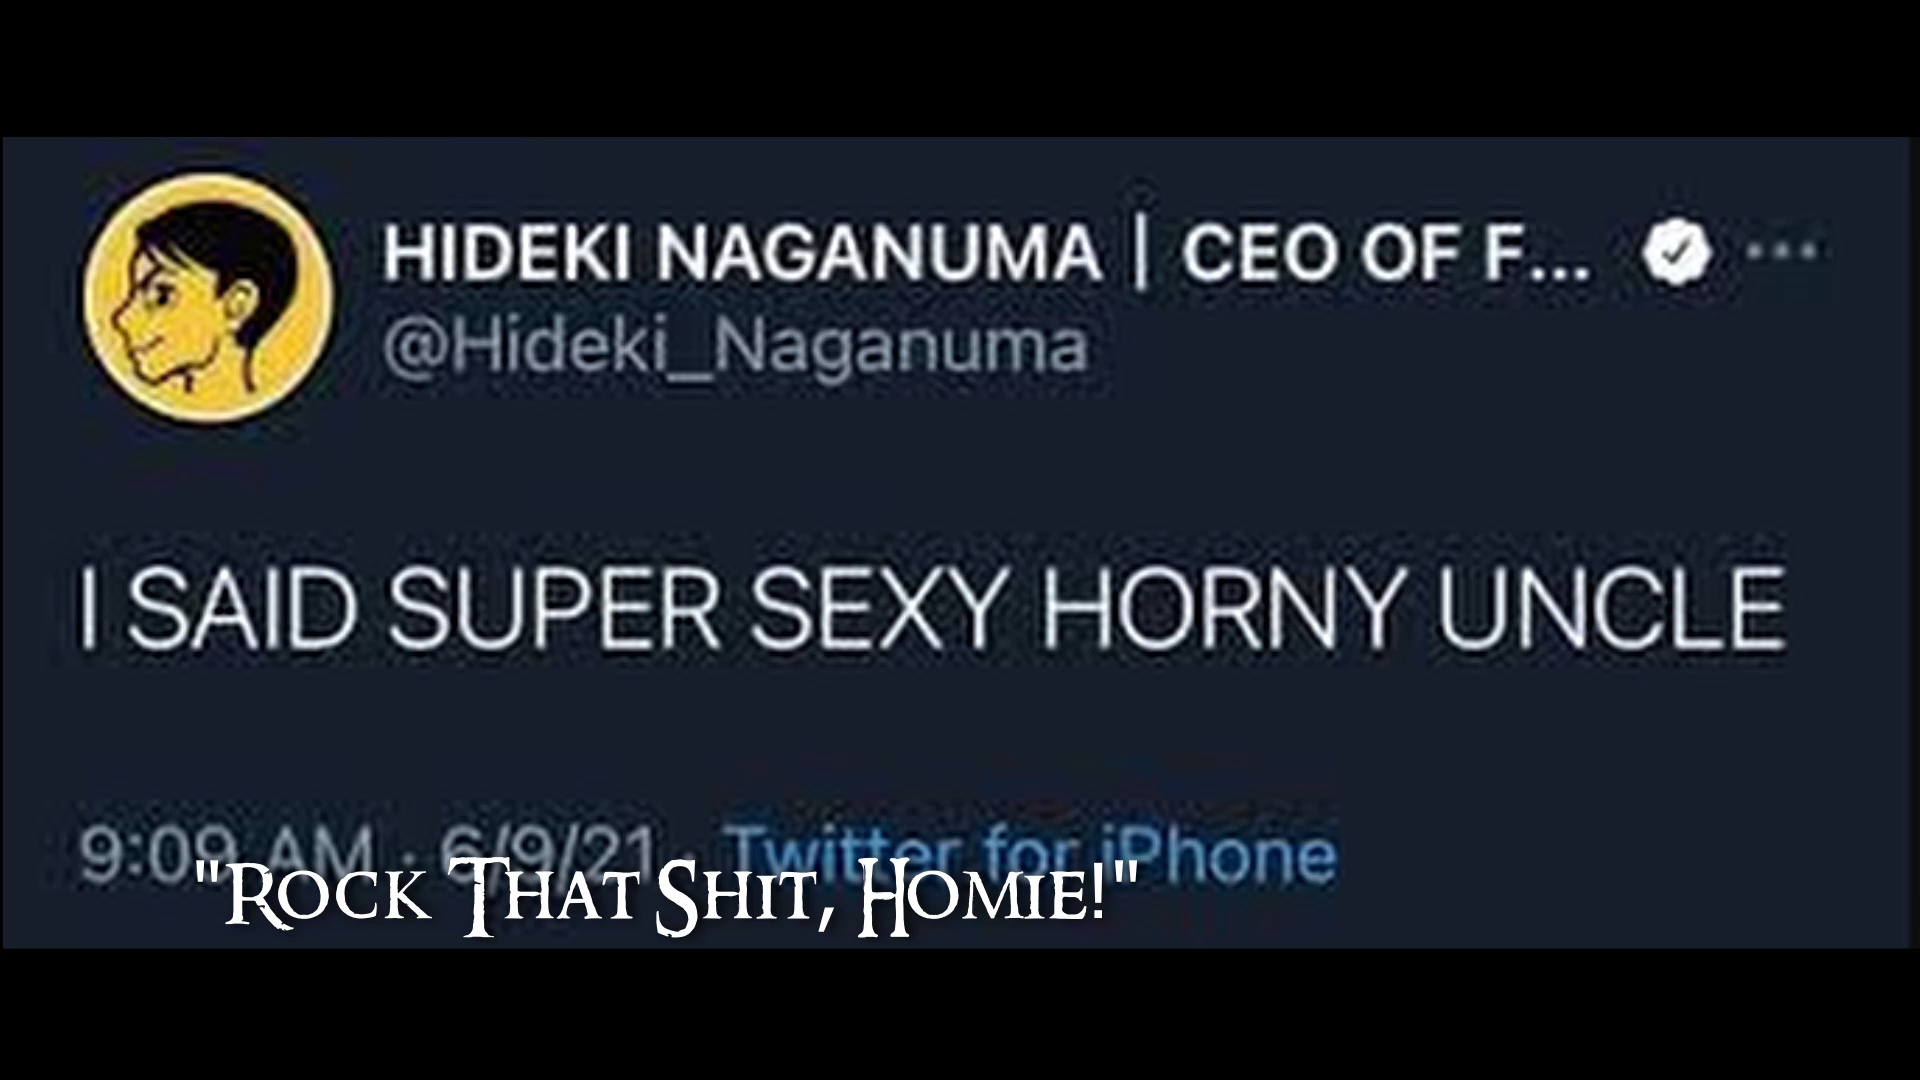 HIDEKI NAGANUMA | CEO OF F...
@Hideki_Naganuma
I SAID SUPER SEXY HORNY UNCLE
9:09 AM · 6/9/21 · Twitter for iPhone
"Rock That Shit, Homie!"